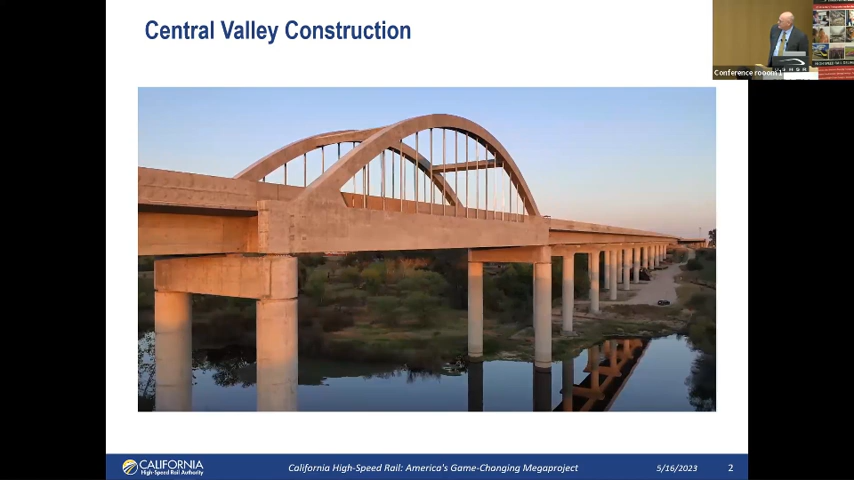 Central Valley Construction
Conference rooom 1
CALIFORNIA
High-Speed Rail Authority
California High-Speed Rail: America's Game-Changing Megaproject
5/16/2023
2